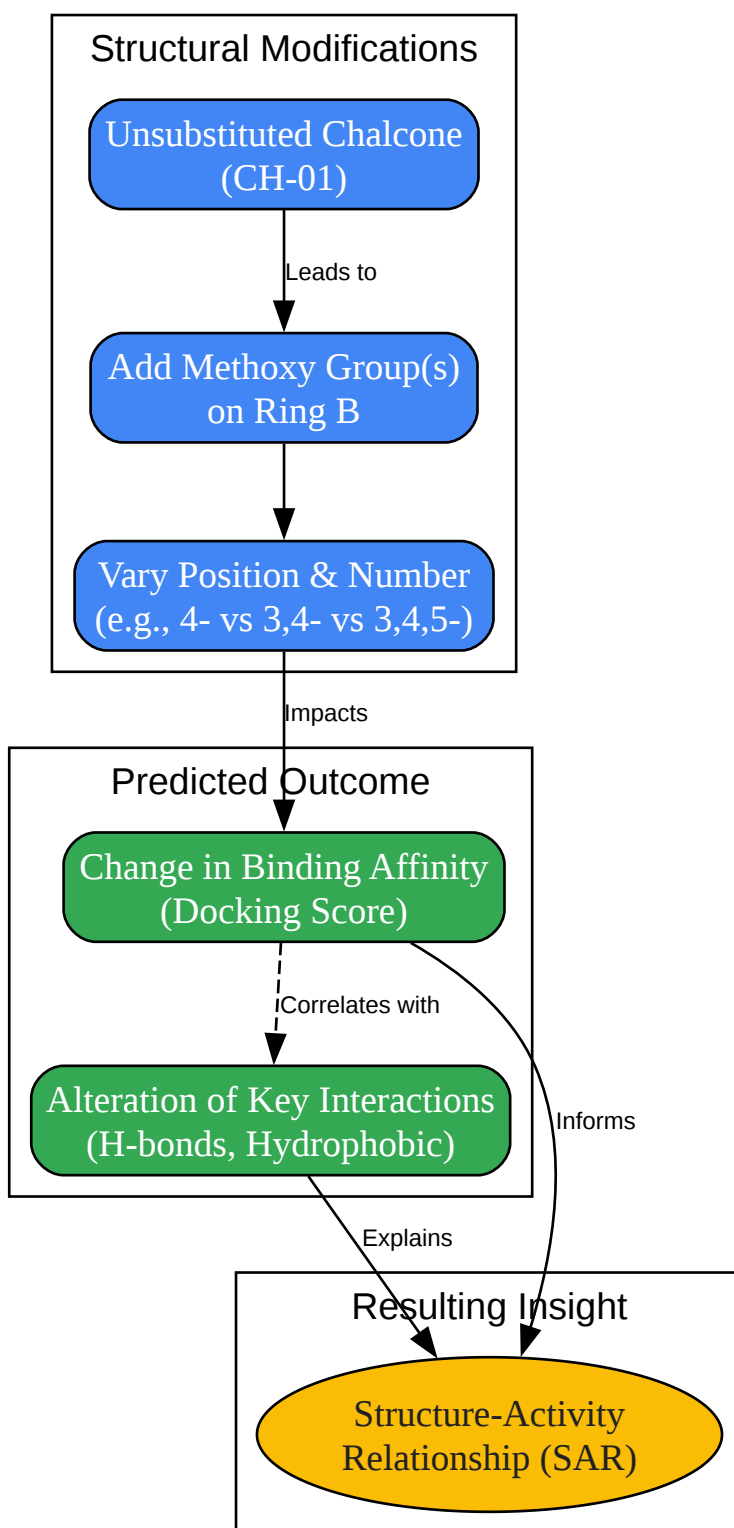 Structural Modifications
Unsubstituted Chalcone
(CH-01)
Leads to
Add Methoxy Group(s)
on Ring B
Vary Position & Number
(e.g., 4- vs 3,4- vs 3,4,5-)
Impacts
Predicted Outcome
Change in Binding Affinity
(Docking Score)
Correlates with
Alteration of Key Interactions
(H-bonds, Hydrophobic)
Informs
Explains
Resulting Insight
Structure-Activity
Relationship (SAR)